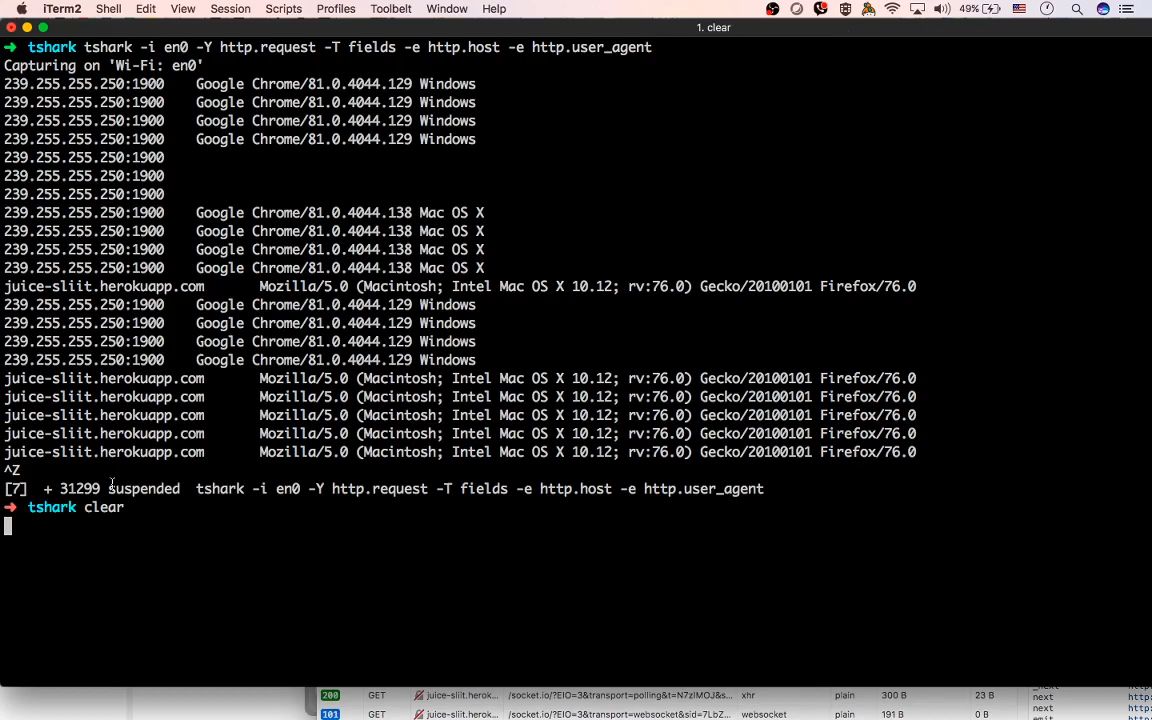 iTerm2 Shell Edit View Session Scripts Profiles Toolbelt Window Help 49%
1. clear
➜ tshark tshark -i en0 -Y http.request -T fields -e http.host -e http.user_agent
Capturing on 'Wi-Fi: en0'
239.255.255.250:1900 Google Chrome/81.0.4044.129 Windows
239.255.255.250:1900 Google Chrome/81.0.4044.129 Windows
239.255.255.250:1900 Google Chrome/81.0.4044.129 Windows
239.255.255.250:1900 Google Chrome/81.0.4044.129 Windows
239.255.255.250:1900
239.255.255.250:1900
239.255.255.250:1900
239.255.255.250:1900 Google Chrome/81.0.4044.138 Mac OS X
239.255.255.250:1900 Google Chrome/81.0.4044.138 Mac OS X
239.255.255.250:1900 Google Chrome/81.0.4044.138 Mac OS X
239.255.255.250:1900 Google Chrome/81.0.4044.138 Mac OS X
juice-sliit.herokuapp.com Mozilla/5.0 (Macintosh; Intel Mac OS X 10.12; rv:76.0) Gecko/20100101 Firefox/76.0
239.255.255.250:1900 Google Chrome/81.0.4044.129 Windows
239.255.255.250:1900 Google Chrome/81.0.4044.129 Windows
239.255.255.250:1900 Google Chrome/81.0.4044.129 Windows
239.255.255.250:1900 Google Chrome/81.0.4044.129 Windows
juice-sliit.herokuapp.com Mozilla/5.0 (Macintosh; Intel Mac OS X 10.12; rv:76.0) Gecko/20100101 Firefox/76.0
juice-sliit.herokuapp.com Mozilla/5.0 (Macintosh; Intel Mac OS X 10.12; rv:76.0) Gecko/20100101 Firefox/76.0
juice-sliit.herokuapp.com Mozilla/5.0 (Macintosh; Intel Mac OS X 10.12; rv:76.0) Gecko/20100101 Firefox/76.0
juice-sliit.herokuapp.com Mozilla/5.0 (Macintosh; Intel Mac OS X 10.12; rv:76.0) Gecko/20100101 Firefox/76.0
juice-sliit.herokuapp.com Mozilla/5.0 (Macintosh; Intel Mac OS X 10.12; rv:76.0) Gecko/20100101 Firefox/76.0
^Z
[7] + 31299 suspended tshark -i en0 -Y http.request -T fields -e http.host -e http.user_agent
➜ tshark clear
200 GET juice-sliit.herok... /socket.io/?EIO=3&transport=polling&t=N7zlMOJ&s... xhr plain 300 B 23 B
next http:
101 GET juice-sliit.herok... /socket.io/?EIO=3&transport=websocket&sid=7LbZ... websocket plain 191 B 0 B
next http: